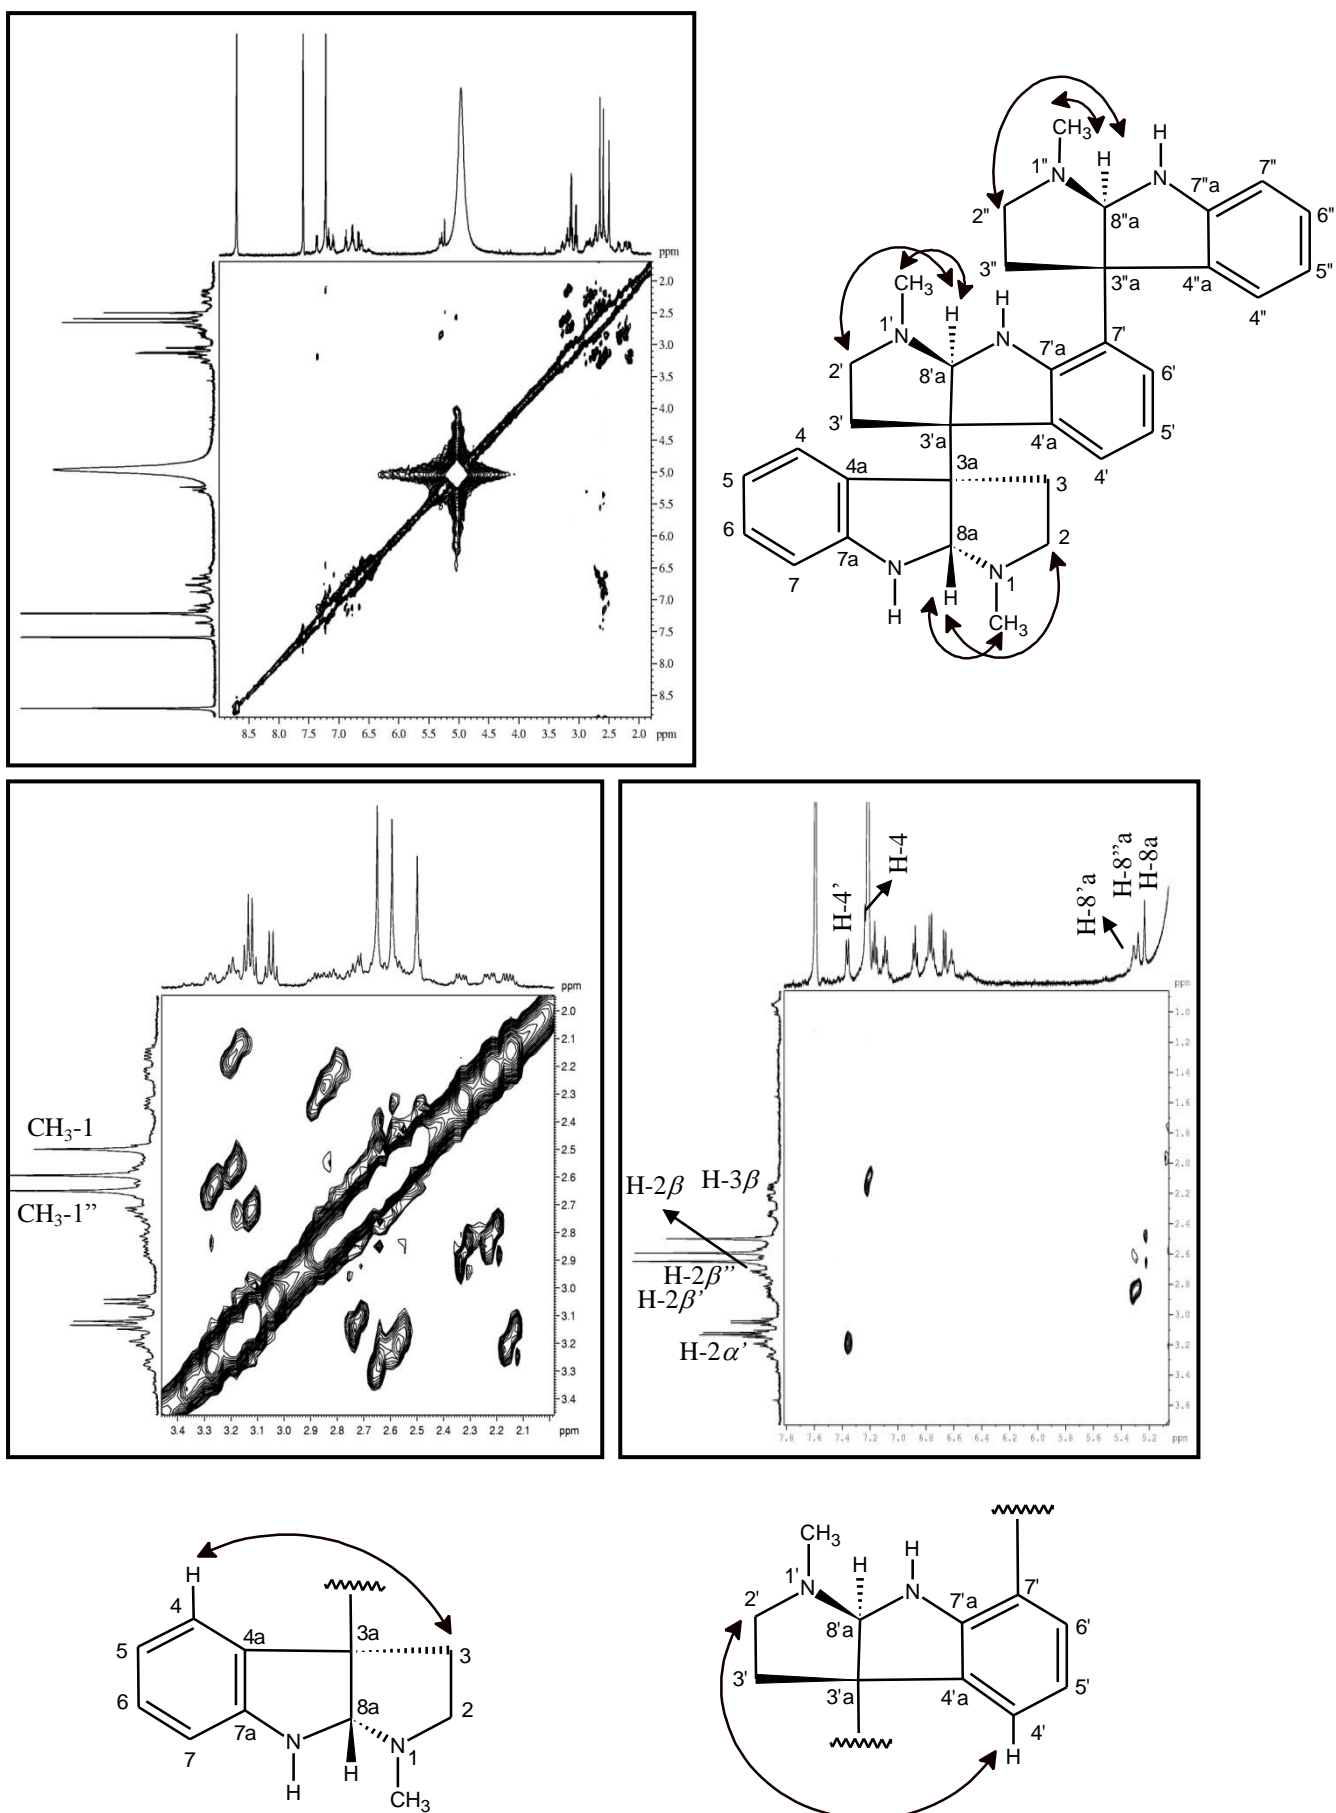 ppm
2.0
3.0
3.5
4.0
5.0
5.5
6.0
6.5
7.0
7.5
8.0
8.5
8.5 8.0 7.5 7.0 6.5 6.0 5.5 5.0 4.5 4.0 3.5 3.0 2.5 2.0 ppm
CH3 H
1" H
N N 7"
2" 7"a
8"a 6"
3" 3"a 4"a 5"
CH3 4"
H H
1' N N 7'
2' 7'a
8'a 6'
3' 3'a 4'a 5'
4 3a 4'
5 4a 3
6 8a 2
7a N
7 N 1
H H CH3
ppm
2.0
2.1
2.2
2.3
2.4
2.5
2.6
2.7
2.8
2.9
3.0
3.1
3.2
3.3
3.4
CH3-1
CH3-1”
3.4 3.3 3.2 3.1 3.0 2.9 2.8 2.7 2.6 2.5 2.4 2.3 2.2 2.1 ppm
H-4’
H-4
H-8’a
H-8”a
H-8a
ppm
1.0
1.2
1.4
1.6
1.8
2.0
2.2
2.4
2.6
2.8
3.0
3.2
3.4
3.6
H-2β H-3β
H-2β”
H-2β’
H-2α’
7.8 7.6 7.4 7.2 7.0 6.8 6.6 6.4 6.2 6.0 5.8 5.6 5.4 5.2 ppm
H
4 3a
5 4a 3
6 8a 2
7a N
7 N 1
H H CH3
CH3 H
H
1' N N 7'
2' 7'a
8'a 6'
3' 3'a 4'a 5'
4'
H